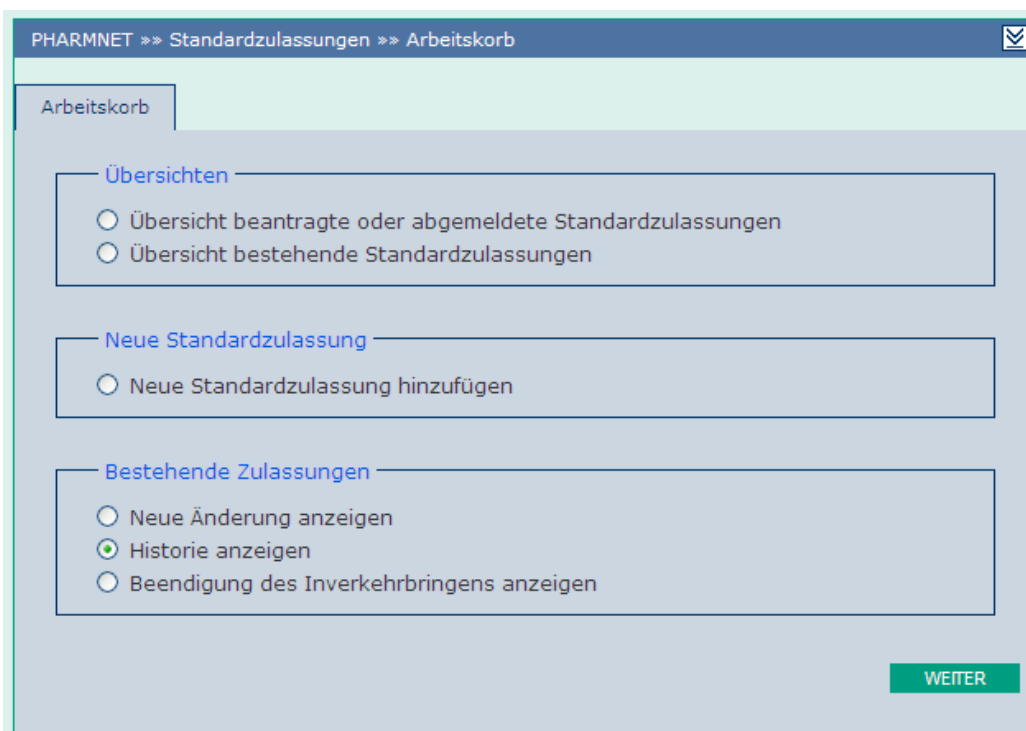 PHARMNET »» Standardzulassungen »» Arbeitskorb
Arbeitskorb
Übersichten
Übersicht beantragte oder abgemeldete Standardzulassungen
Übersicht bestehende Standardzulassungen
Neue Standardzulassung
Neue Standardzulassung hinzufügen
Bestehende Zulassungen
Neue Änderung anzeigen
Historie anzeigen
Beendigung des Inverkehrbringens anzeigen
WEITER